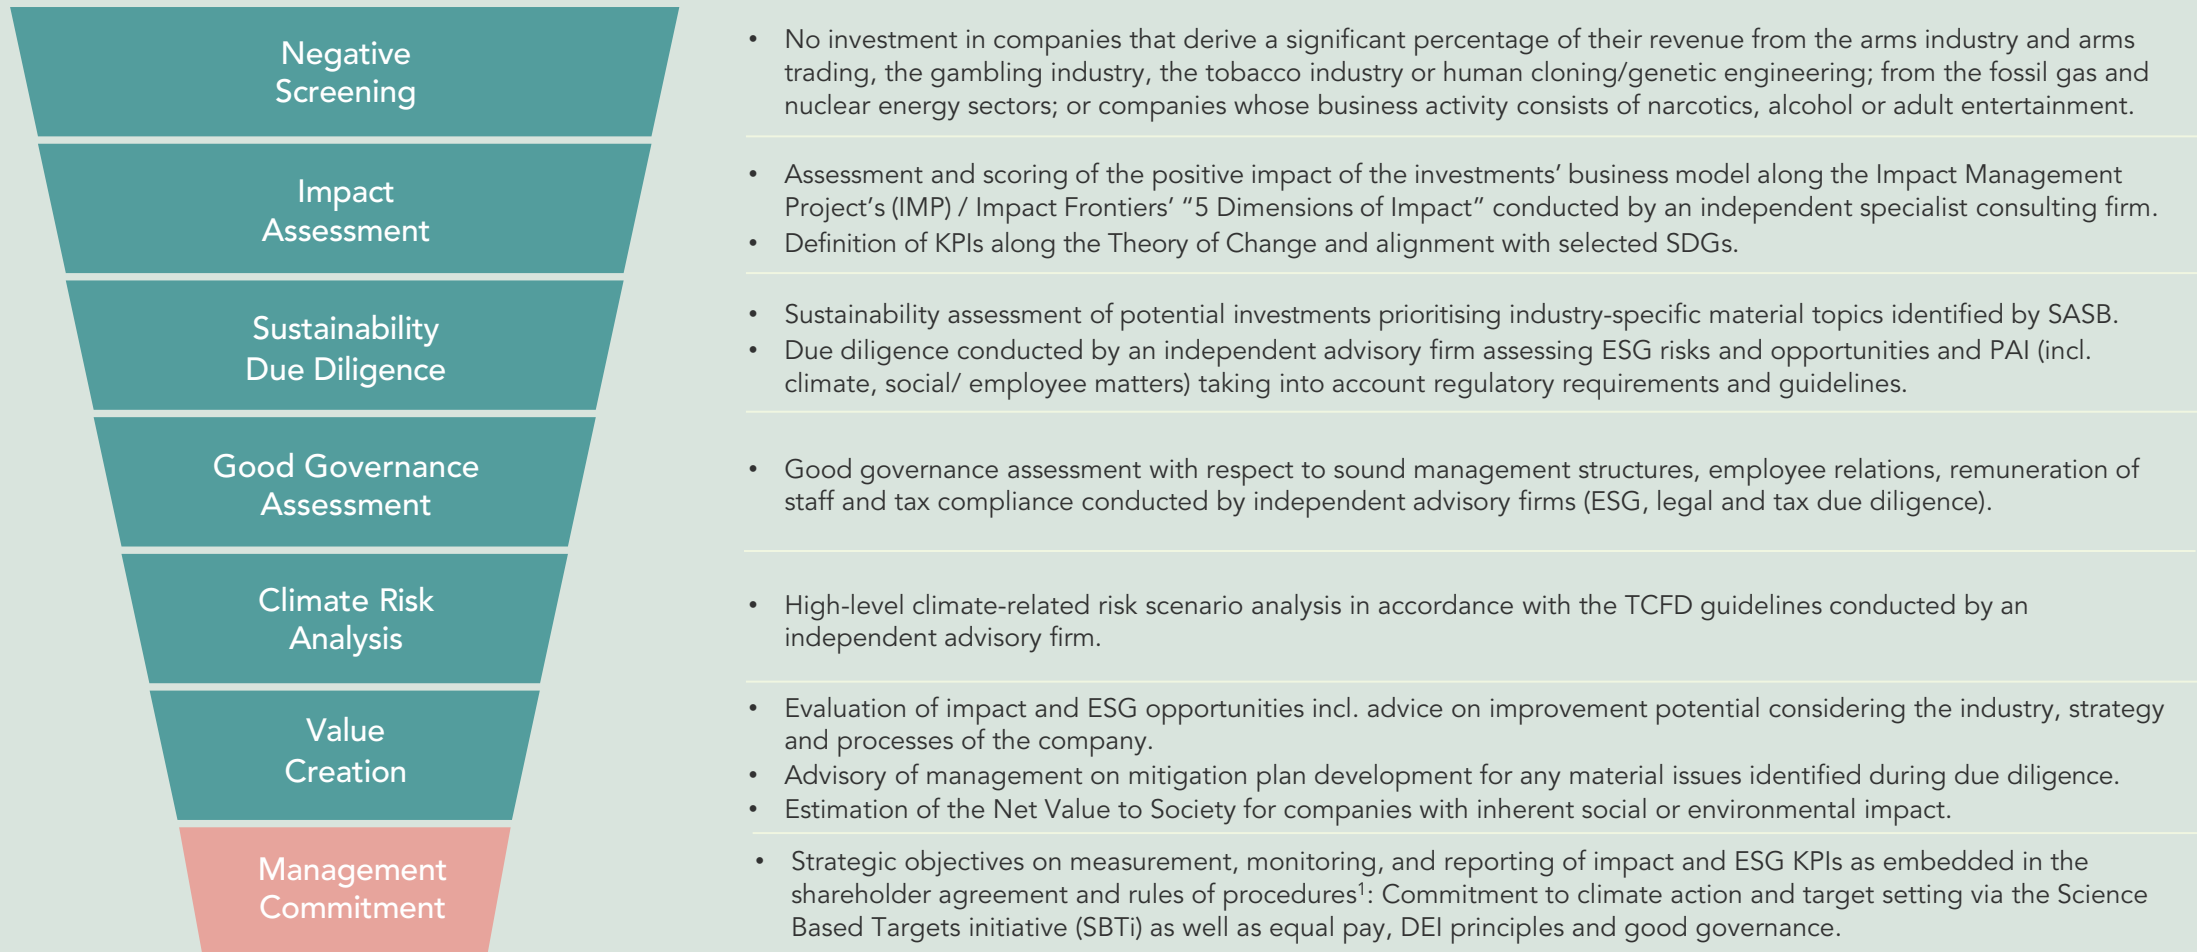 Negative
Screening
• No investment in companies that derive a significant percentage of their revenue from the arms industry and arms
trading, the gambling industry, the tobacco industry or human cloning/genetic engineering; from the fossil gas and
nuclear energy sectors; or companies whose business activity consists of narcotics, alcohol or adult entertainment.
Impact
Assessment
• Assessment and scoring of the positive impact of the investments’ business model along the Impact Management
Project’s (IMP) / Impact Frontiers’ “5 Dimensions of Impact” conducted by an independent specialist consulting firm.
• Definition of KPIs along the Theory of Change and alignment with selected SDGs.
Sustainability
Due Diligence
• Sustainability assessment of potential investments prioritising industry-specific material topics identified by SASB.
• Due diligence conducted by an independent advisory firm assessing ESG risks and opportunities and PAI (incl.
climate, social/ employee matters) taking into account regulatory requirements and guidelines.
Good Governance
Assessment
• Good governance assessment with respect to sound management structures, employee relations, remuneration of
staff and tax compliance conducted by independent advisory firms (ESG, legal and tax due diligence).
Climate Risk
Analysis
• High-level climate-related risk scenario analysis in accordance with the TCFD guidelines conducted by an
independent advisory firm.
Value
Creation
• Evaluation of impact and ESG opportunities incl. advice on improvement potential considering the industry, strategy
and processes of the company.
• Advisory of management on mitigation plan development for any material issues identified during due diligence.
• Estimation of the Net Value to Society for companies with inherent social or environmental impact.
Management
Commitment
• Strategic objectives on measurement, monitoring, and reporting of impact and ESG KPIs as embedded in the
shareholder agreement and rules of procedures¹: Commitment to climate action and target setting via the Science
Based Targets initiative (SBTi) as well as equal pay, DEI principles and good governance.